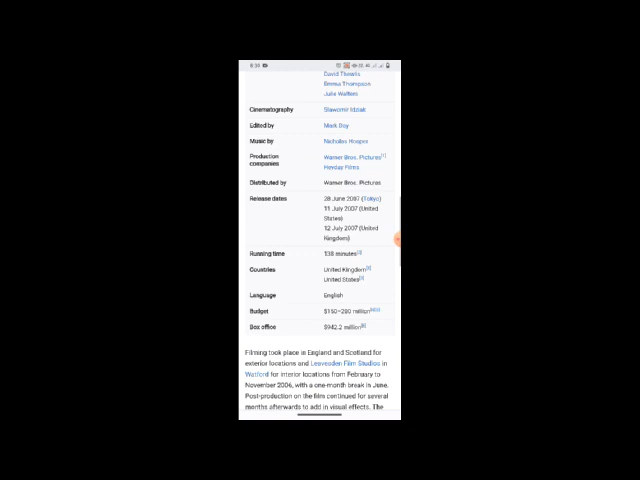 8:34
David Thewlis
Emma Thompson
Julie Walters
Cinematography Sławomir Idziak
Edited by Mark Day
Music by Nicholas Hooper
Production companies Warner Bros. Pictures[1]
Heyday Films
Distributed by Warner Bros. Pictures
Release dates 28 June 2007 (Tokyo)
11 July 2007 (United
States)
12 July 2007 (United
Kingdom)
Running time 138 minutes
Countries United Kingdom
United States
Language English
Budget $150–200 million
Box office $942.2 million
Filming took place in England and Scotland for
exterior locations and Leavesden Film Studios in
Watford for interior locations from February to
November 2006, with a one-month break in June.
Post-production on the film continued for several
months afterwards to add in visual effects. The